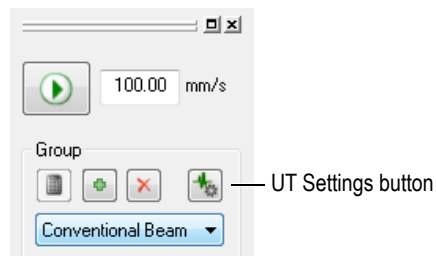 100.00 mm/s
Group
UT Settings button
Conventional Beam